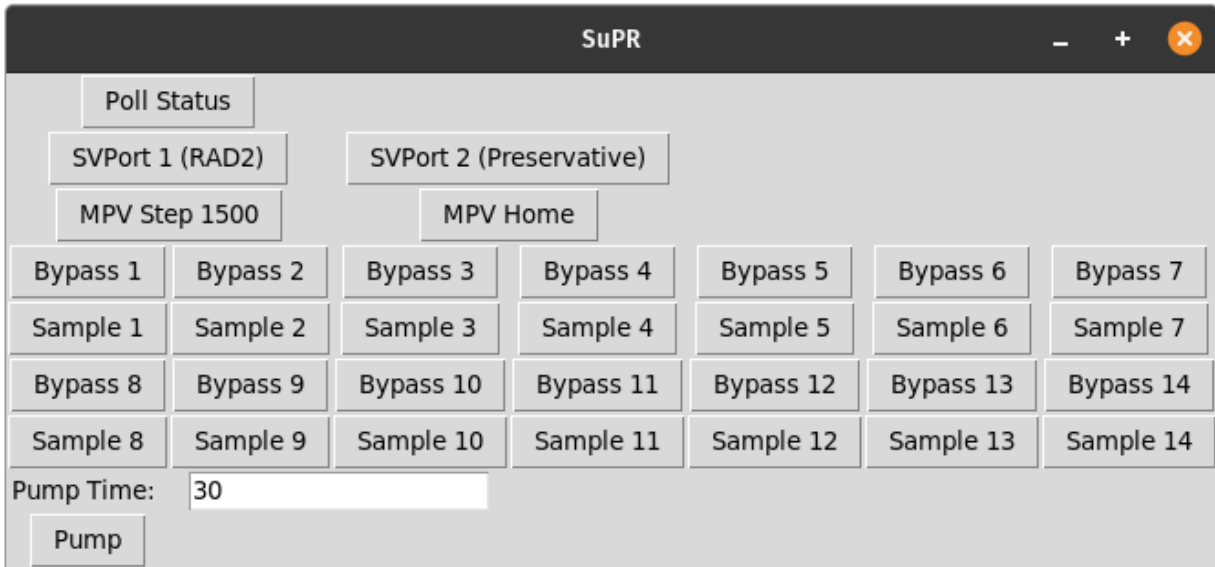 SuPR
Poll Status
SVPort 1 (RAD2) SVPort 2 (Preservative)
MPV Step 1500 MPV Home
Bypass 1 Bypass 2 Bypass 3 Bypass 4 Bypass 5 Bypass 6 Bypass 7
Sample 1 Sample 2 Sample 3 Sample 4 Sample 5 Sample 6 Sample 7
Bypass 8 Bypass 9 Bypass 10 Bypass 11 Bypass 12 Bypass 13 Bypass 14
Sample 8 Sample 9 Sample 10 Sample 11 Sample 12 Sample 13 Sample 14
Pump Time: 30
Pump